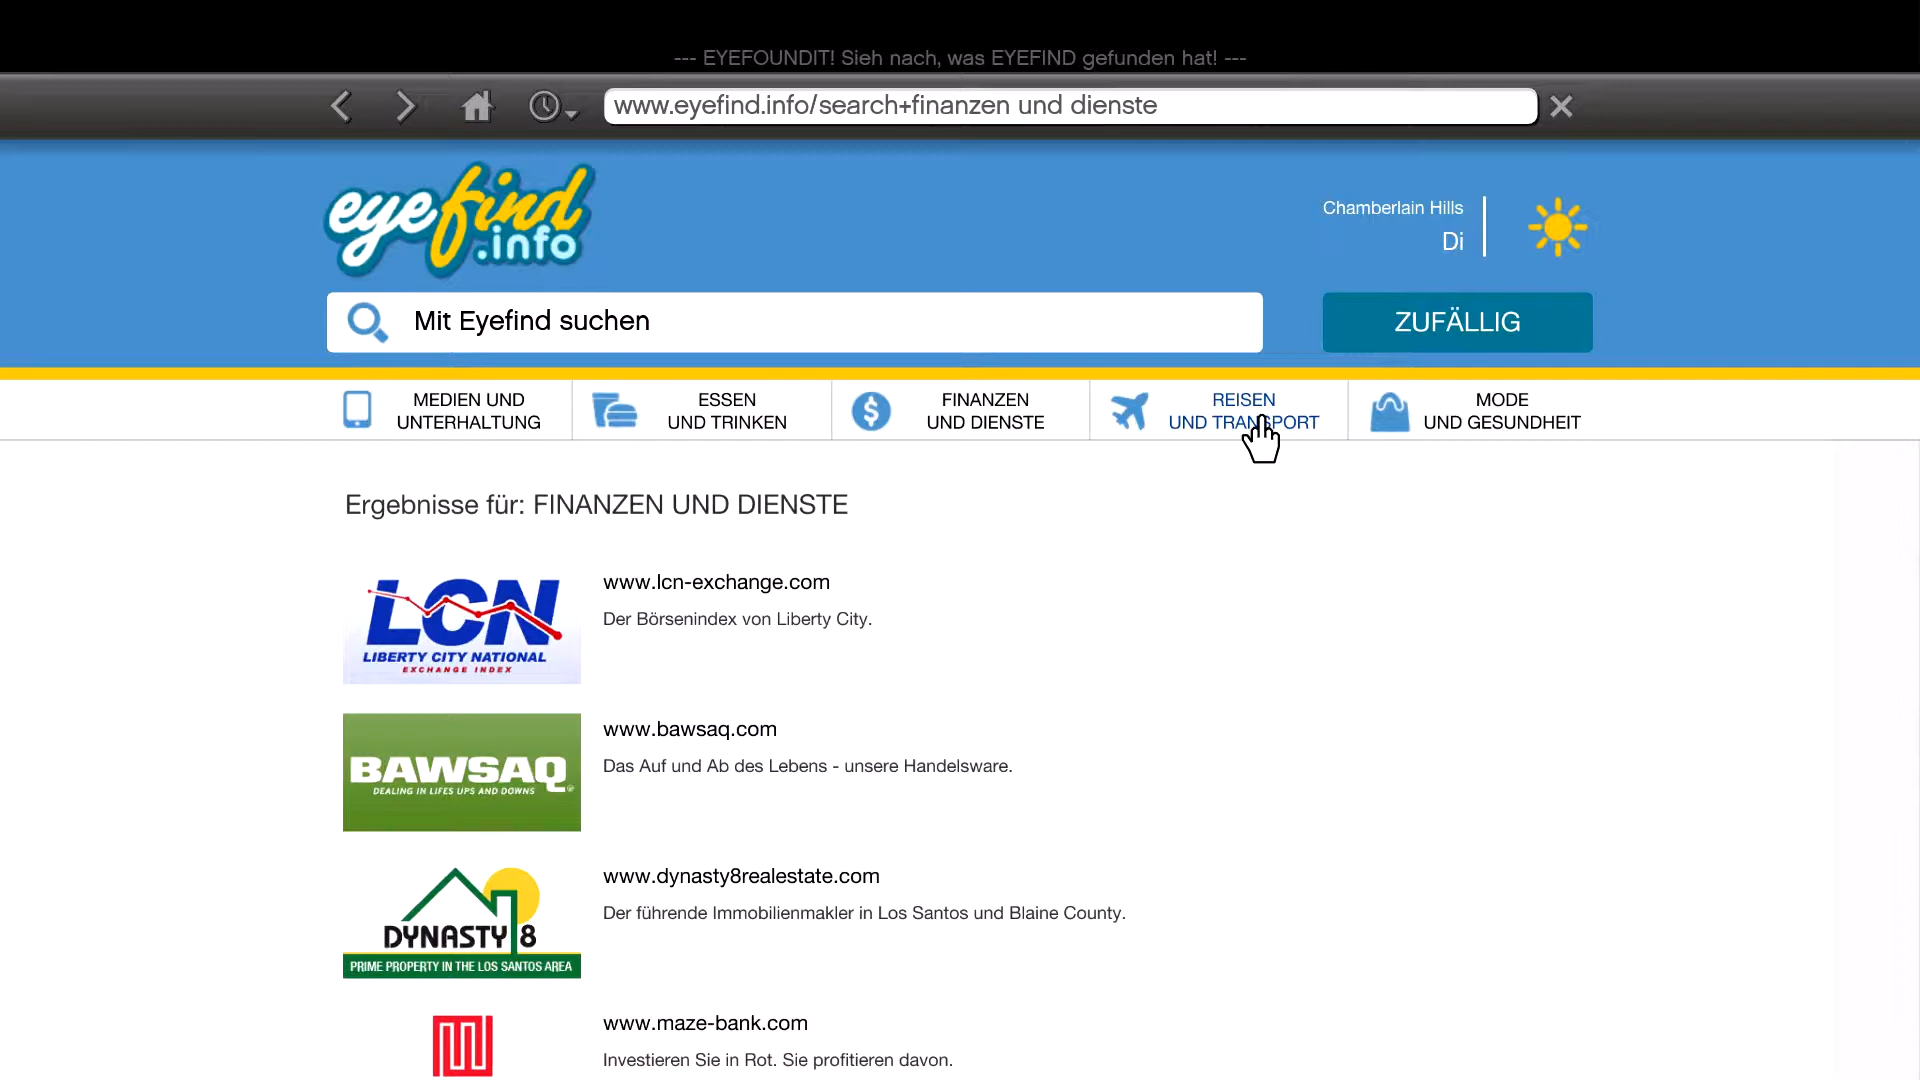 --- EYEFOUNDIT! Sieh nach, was EYEFIND gefunden hat! ---
www.eyefind.info/search+finanzen und dienste
eyefind
.info
Chamberlain Hills
Di
Mit Eyefind suchen
ZUFÄLLIG
MEDIEN UND
UNTERHALTUNG
ESSEN
UND TRINKEN
FINANZEN
UND DIENSTE
REISEN
UND TRANSPORT
MODE
UND GESUNDHEIT
Ergebnisse für: FINANZEN UND DIENSTE
LCN
LIBERTY CITY NATIONAL
EXCHANGE INDEX
www.lcn-exchange.com
Der Börsenindex von Liberty City.
BAWSAQ
DEALING IN LIFES UPS AND DOWNS
www.bawsaq.com
Das Auf und Ab des Lebens - unsere Handelsware.
DYNASTY 8
PRIME PROPERTY IN THE LOS SANTOS AREA
www.dynasty8realestate.com
Der führende Immobilienmakler in Los Santos und Blaine County.
www.maze-bank.com
Investieren Sie in Rot. Sie profitieren davon.